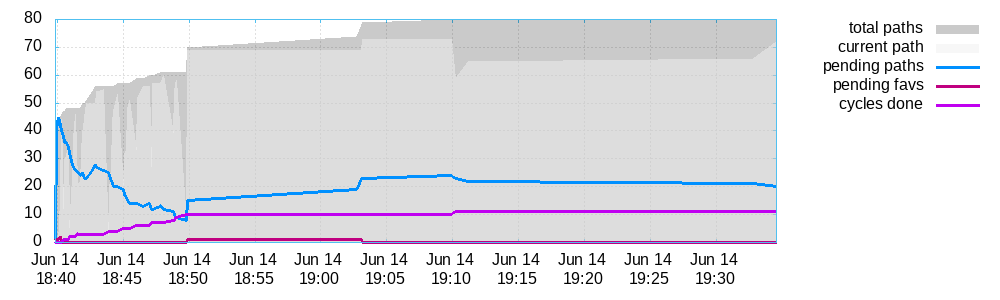 80
70
60
50
40
30
20
10
0
Jun 14 Jun 14 Jun 14 Jun 14 Jun 14 Jun 14 Jun 14 Jun 14 Jun 14 Jun 14 Jun 14
18:40 18:45 18:50 18:55 19:00 19:05 19:10 19:15 19:20 19:25 19:30
total paths
current path
pending paths
pending favs
cycles done